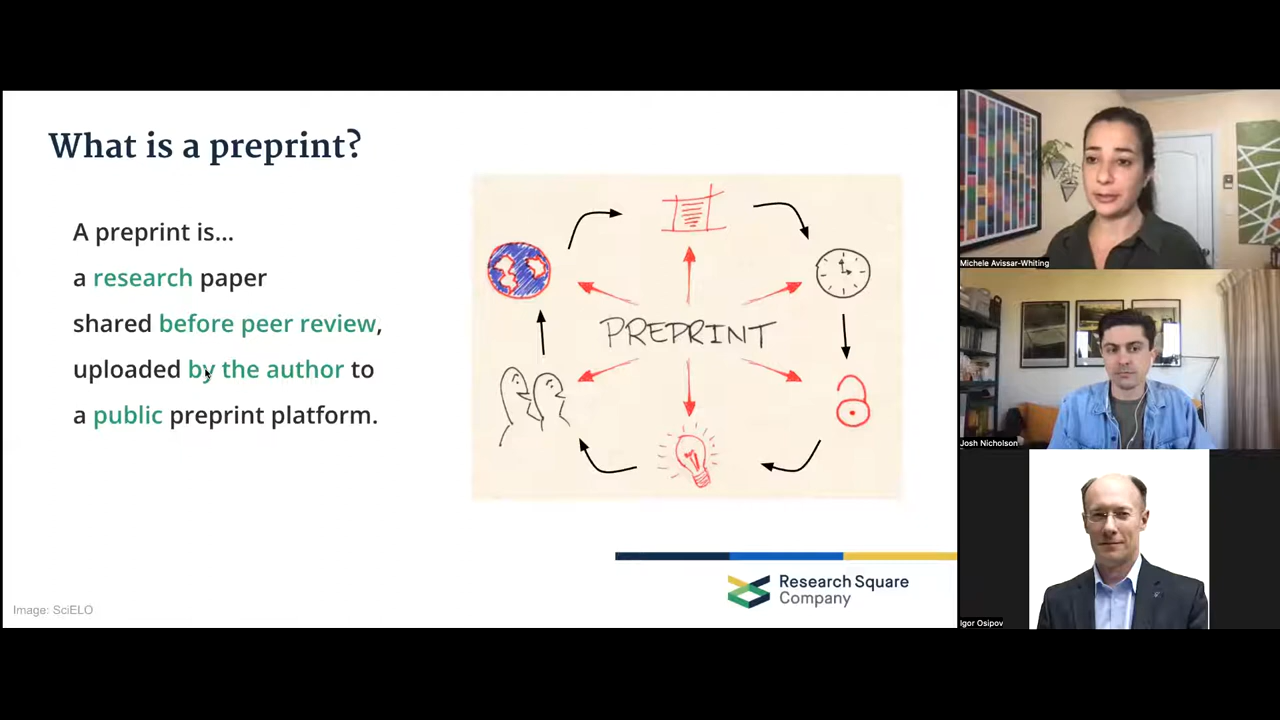 What is a preprint?
A preprint is...
a research paper
shared before peer review,
uploaded by the author to
a public preprint platform.
PREPRINT
Research Square
Company
Image: SciELO
Michele Avissar-Whiting
Josh Nicholson
Igor Osipov